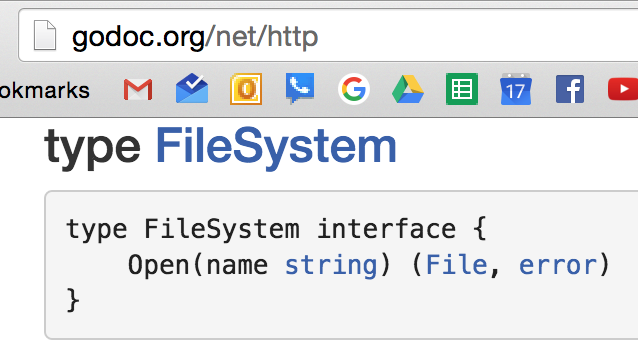 godoc.org/net/http
okmarks
17
type FileSystem
type FileSystem interface {
    Open(name string) (File, error)
}